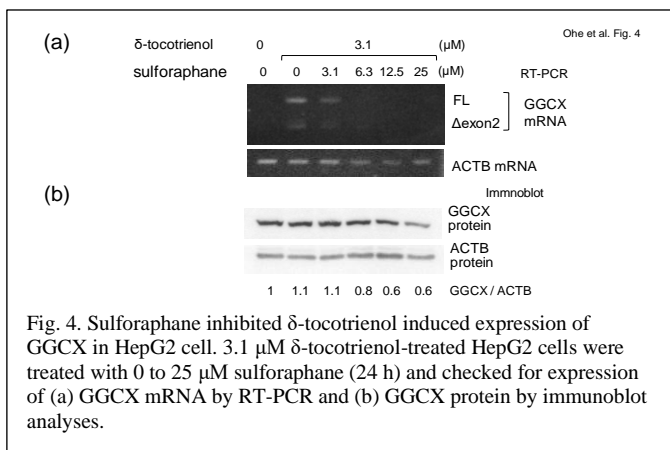 Ohe et al. Fig. 4
(a) δ-tocotrienol 0 3.1 (μM)
sulforaphane 0 0 3.1 6.3 12.5 25 (μM) RT-PCR
FL
Δexon2
GGCX
mRNA
ACTB mRNA
(b) Immnoblot
GGCX
protein
ACTB
protein
1 1.1 1.1 0.8 0.6 0.6 GGCX / ACTB
Fig. 4. Sulforaphane inhibited δ-tocotrienol induced expression of
GGCX in HepG2 cell. 3.1 μM δ-tocotrienol-treated HepG2 cells were
treated with 0 to 25 μM sulforaphane (24 h) and checked for expression
of (a) GGCX mRNA by RT-PCR and (b) GGCX protein by immunoblot
analyses.